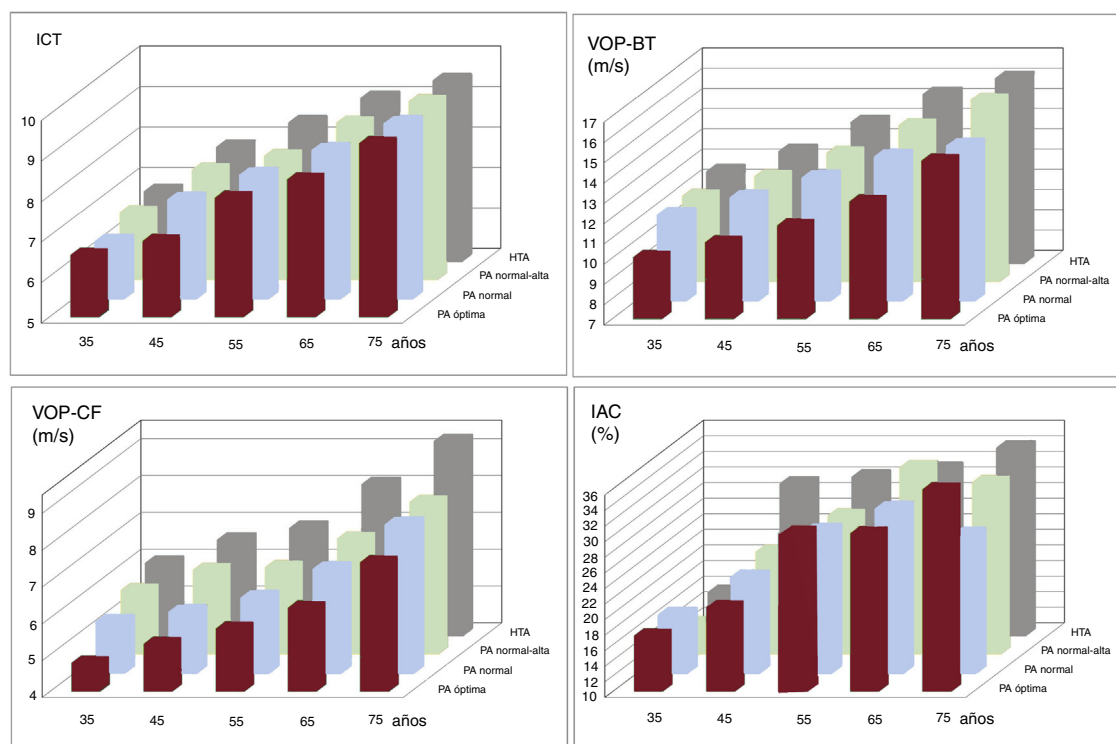 ICT
10
9
8
7
6
5
35 45 55 65 75 años
HTA
PA normal-alta
PA normal
PA óptima
VOP-BT
(m/s)
17
16
15
14
13
12
11
10
9
8
7
35 45 55 65 75 años
HTA
PA normal-alta
PA normal
PA óptima
VOP-CF
(m/s)
9
8
7
6
5
4
35 45 55 65 75 años
HTA
PA normal-alta
PA normal
PA óptima
IAC
(%)
36
34
32
30
28
26
24
22
20
18
16
14
12
10
35 45 55 65 75 años
HTA
PA normal-alta
PA normal
PA óptima